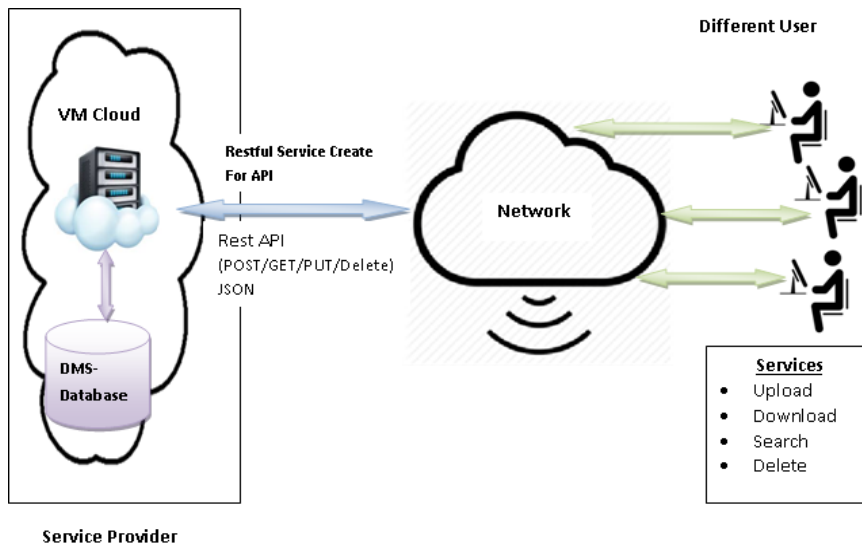 Different User
VM Cloud
Restful Service Create
For API
Network
Rest API
(POST/GET/PUT/Delete)
JSON
DMS-
Database
Services
• Upload
• Download
• Search
• Delete
Service Provider